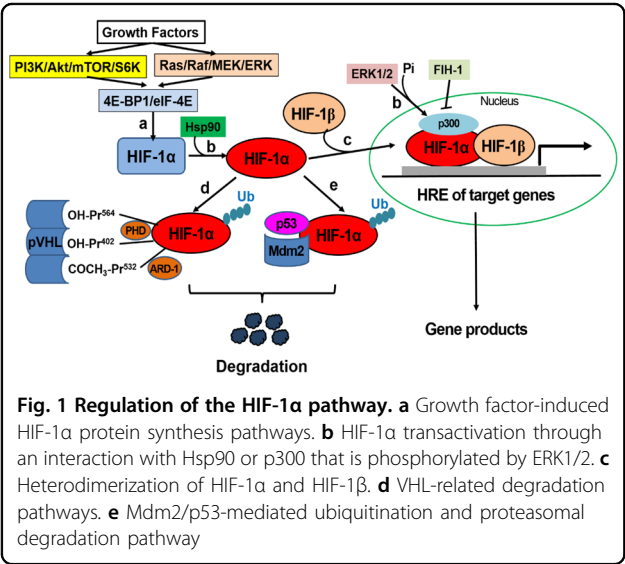 Growth Factors
PI3K/Akt/mTOR/S6K
Ras/Raf/MEK/ERK
4E-BP1/eIF-4E
a
HIF-1α
Hsp90
b
HIF-1α
HIF-1β
c
ERK1/2
Pi
FIH-1
b
Nucleus
p300
HIF-1α
HIF-1β
HRE of target genes
Gene products
d
e
pVHL
OH-Pr⁵⁶⁴
OH-Pr⁴⁰²
COCH₃-Pr⁵³²
PHD
ARD-1
HIF-1α
Ub
p53
Mdm2
HIF-1α
Ub
Degradation
Fig. 1 Regulation of the HIF-1α pathway. a Growth factor-induced
HIF-1α protein synthesis pathways. b HIF-1α transactivation through
an interaction with Hsp90 or p300 that is phosphorylated by ERK1/2. c
Heterodimerization of HIF-1α and HIF-1β. d VHL-related degradation
pathways. e Mdm2/p53-mediated ubiquitination and proteasomal
degradation pathway